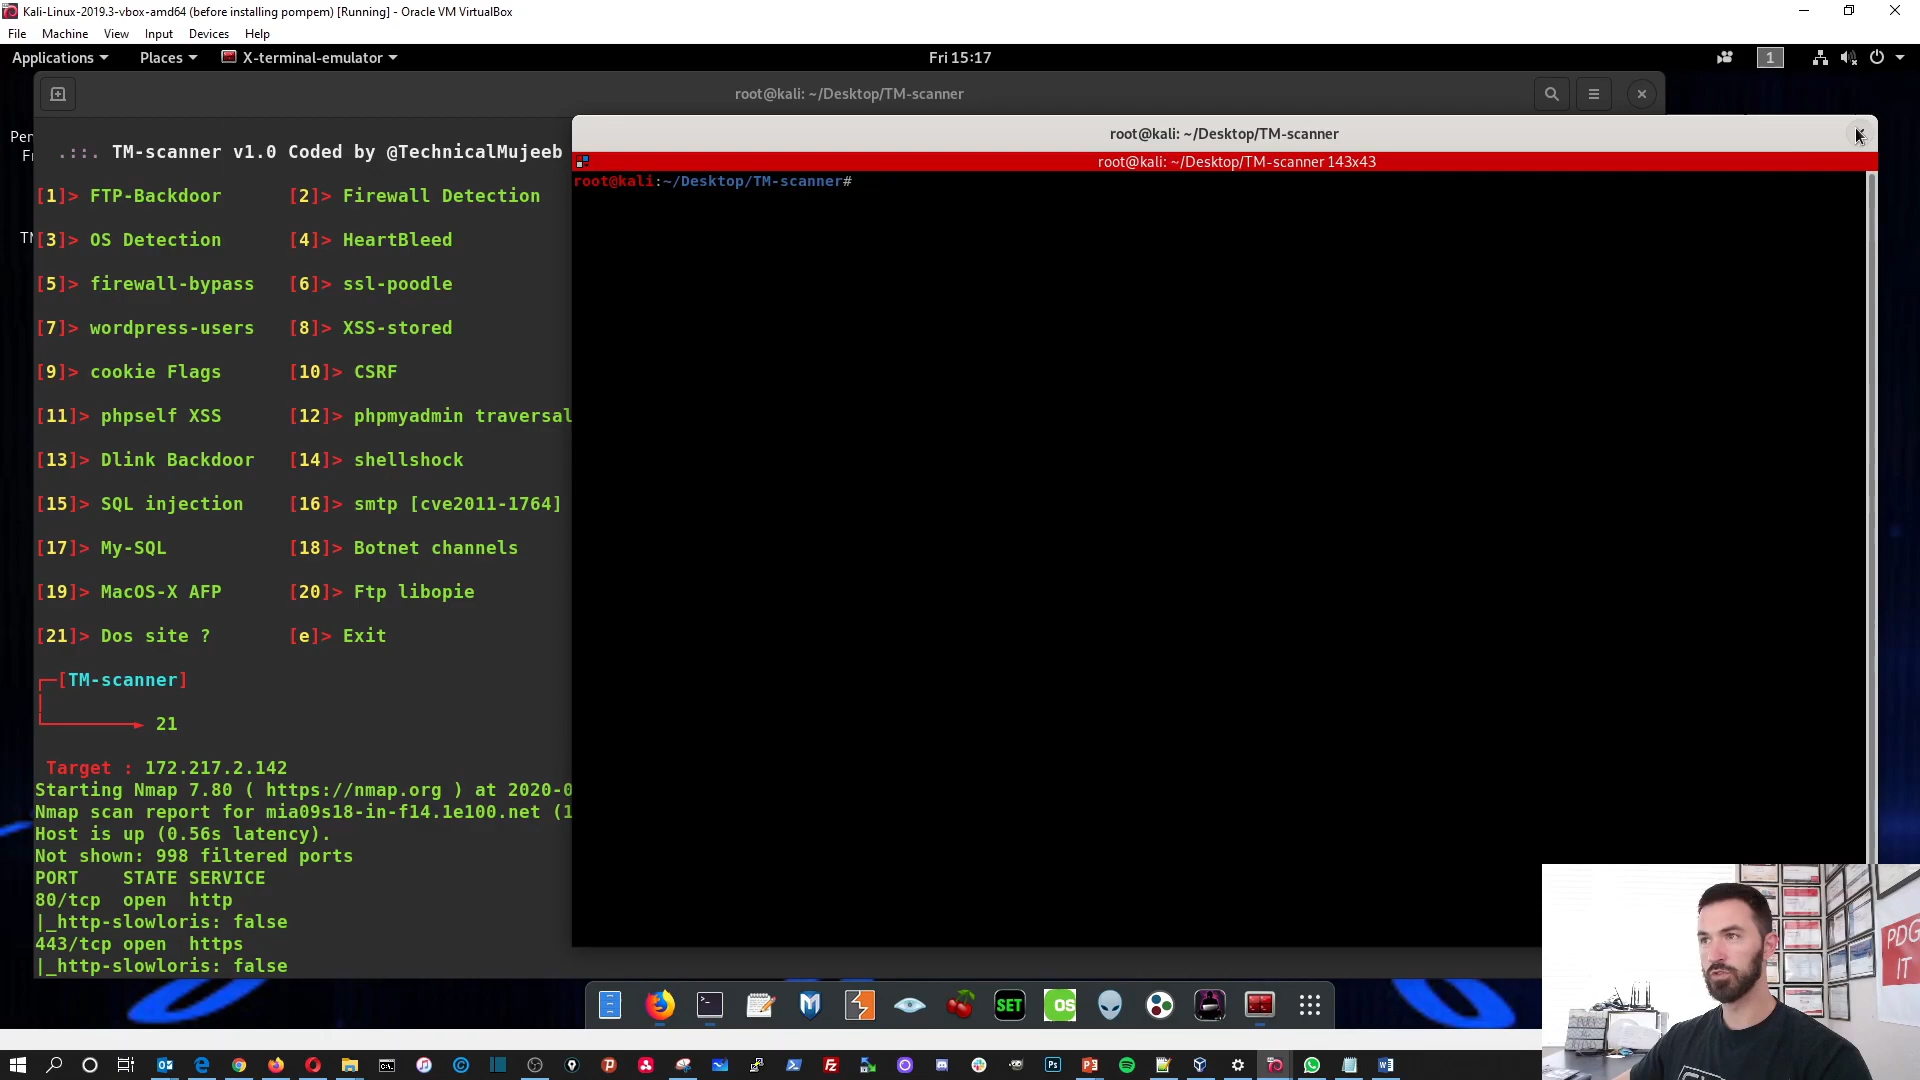 Kali-Linux-2019.3-vbox-amd64 (before installing pompem) [Running] - Oracle VM VirtualBox
File Machine View Input Devices Help
Applications Places X-terminal-emulator Fri 15:17 1
root@kali: ~/Desktop/TM-scanner
root@kali: ~/Desktop/TM-scanner
root@kali: ~/Desktop/TM-scanner 143x43
root@kali:~/Desktop/TM-scanner#
.::. TM-scanner v1.0 Coded by @TechnicalMujeeb
[1]> FTP-Backdoor [2]> Firewall Detection
[3]> OS Detection [4]> HeartBleed
[5]> firewall-bypass [6]> ssl-poodle
[7]> wordpress-users [8]> XSS-stored
[9]> cookie Flags [10]> CSRF
[11]> phpself XSS [12]> phpmyadmin traversal
[13]> Dlink Backdoor [14]> shellshock
[15]> SQL injection [16]> smtp [cve2011-1764]
[17]> My-SQL [18]> Botnet channels
[19]> MacOS-X AFP [20]> Ftp libopie
[21]> Dos site ? [e]> Exit
[TM-scanner]
21
Target : 172.217.2.142
Starting Nmap 7.80 ( https://nmap.org ) at 2020-0
Nmap scan report for mia09s18-in-f14.1e100.net (1
Host is up (0.56s latency).
Not shown: 998 filtered ports
PORT STATE SERVICE
80/tcp open http
|_http-slowloris: false
443/tcp open https
|_http-slowloris: false
Pen
Fr
TM
SET
OS
PDG
IT